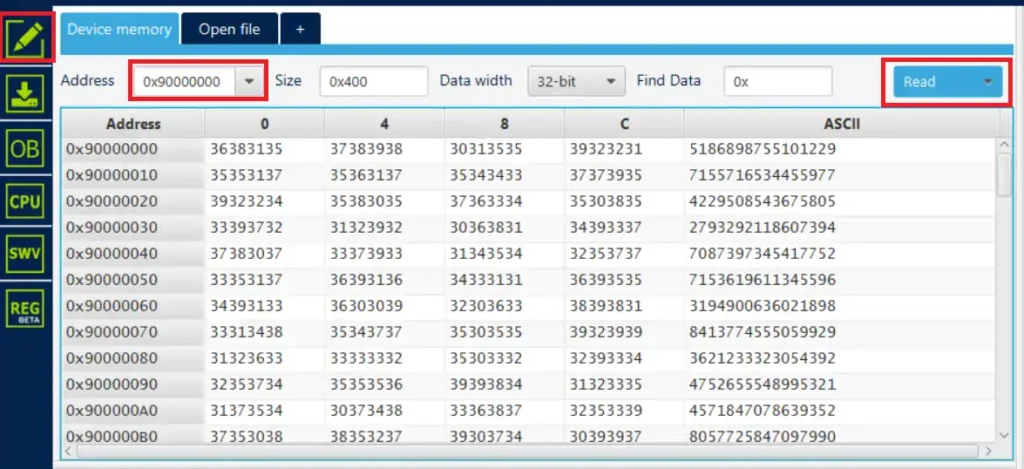 Device memory Open file +
Address 0x90000000 Size 0x400 Data width 32-bit Find Data 0x Read
Address 0 4 8 C ASCII
0x90000000 36383135 37383938 30313535 39323231 5186898755101229
0x90000010 35353137 35363137 35343433 37373935 7155716534455977
0x90000020 39323234 35383035 37363334 35303835 4229508543675805
0x90000030 33393732 31323932 30363831 34393337 2793292118607394
0x90000040 37383037 33373933 31343534 32353737 7087397345417752
0x90000050 33353137 36393136 34333131 36393535 7153619611345596
0x90000060 34393133 36303039 32303633 38393831 3194900636021898
0x90000070 33313438 35343737 35303535 39323939 8413774555059929
0x90000080 31323633 33333332 35303332 32393334 3621233323054392
0x90000090 32353734 35353536 39393834 31323335 4752655548995321
0x900000A0 31373534 30373438 33363837 32353339 4571847078639352
0x900000B0 37353038 38353237 39303734 30393937 8057725847097990
OB
CPU
SWV
REG
BETA